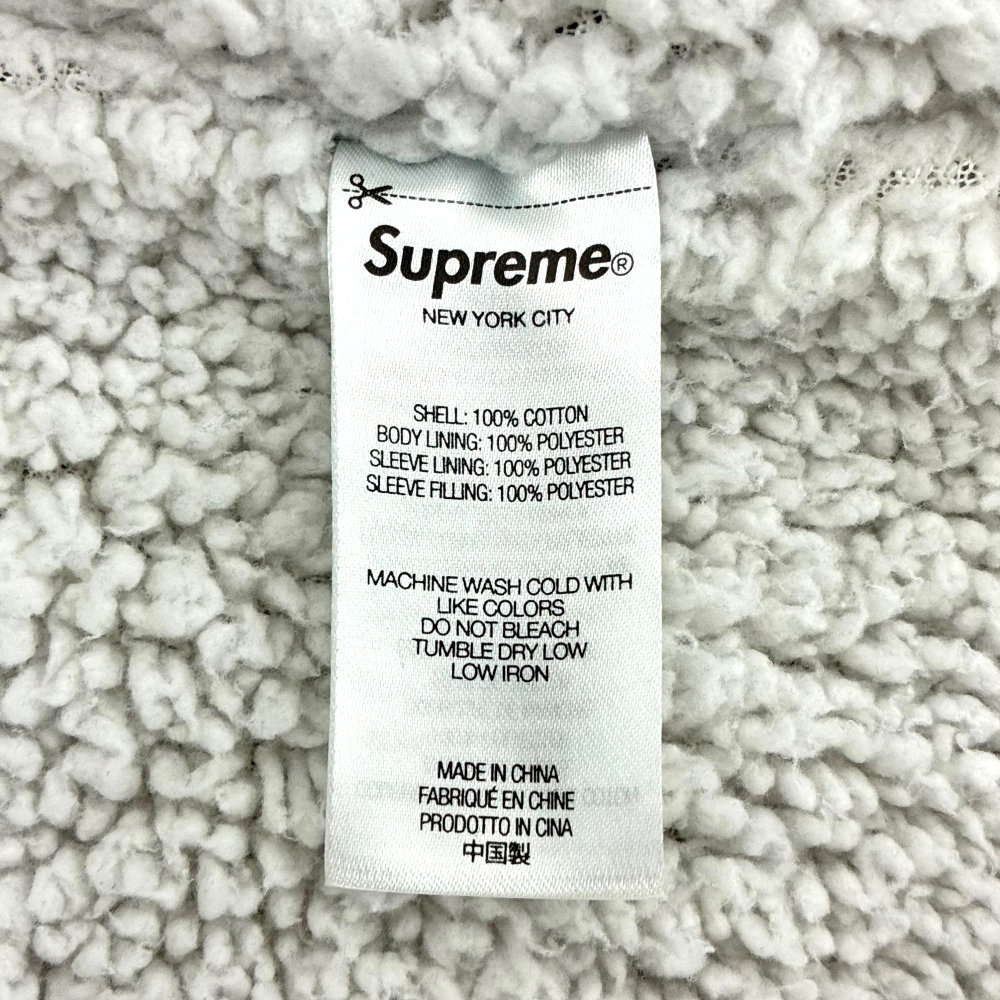 Supreme®
NEW YORK CITY
SHELL: 100% COTTON
BODY LINING: 100% POLYESTER
SLEEVE LINING: 100% POLYESTER
SLEEVE FILLING: 100% POLYESTER
MACHINE WASH COLD WITH
LIKE COLORS
DO NOT BLEACH
TUMBLE DRY LOW
LOW IRON
MADE IN CHINA
FABRIQUÉ EN CHINE
PRODOTTO IN CINA
中国製